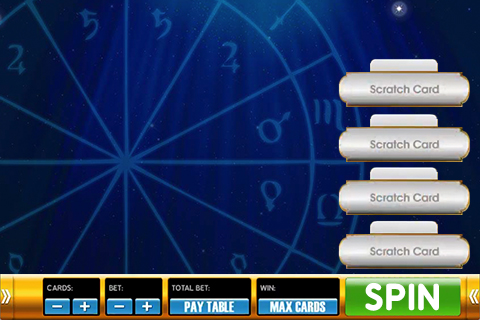 Scratch Card
Scratch Card
Scratch Card
Scratch Card
CARDS: BET: TOTAL BET: WIN:
− + − + PAY TABLE MAX CARDS SPIN